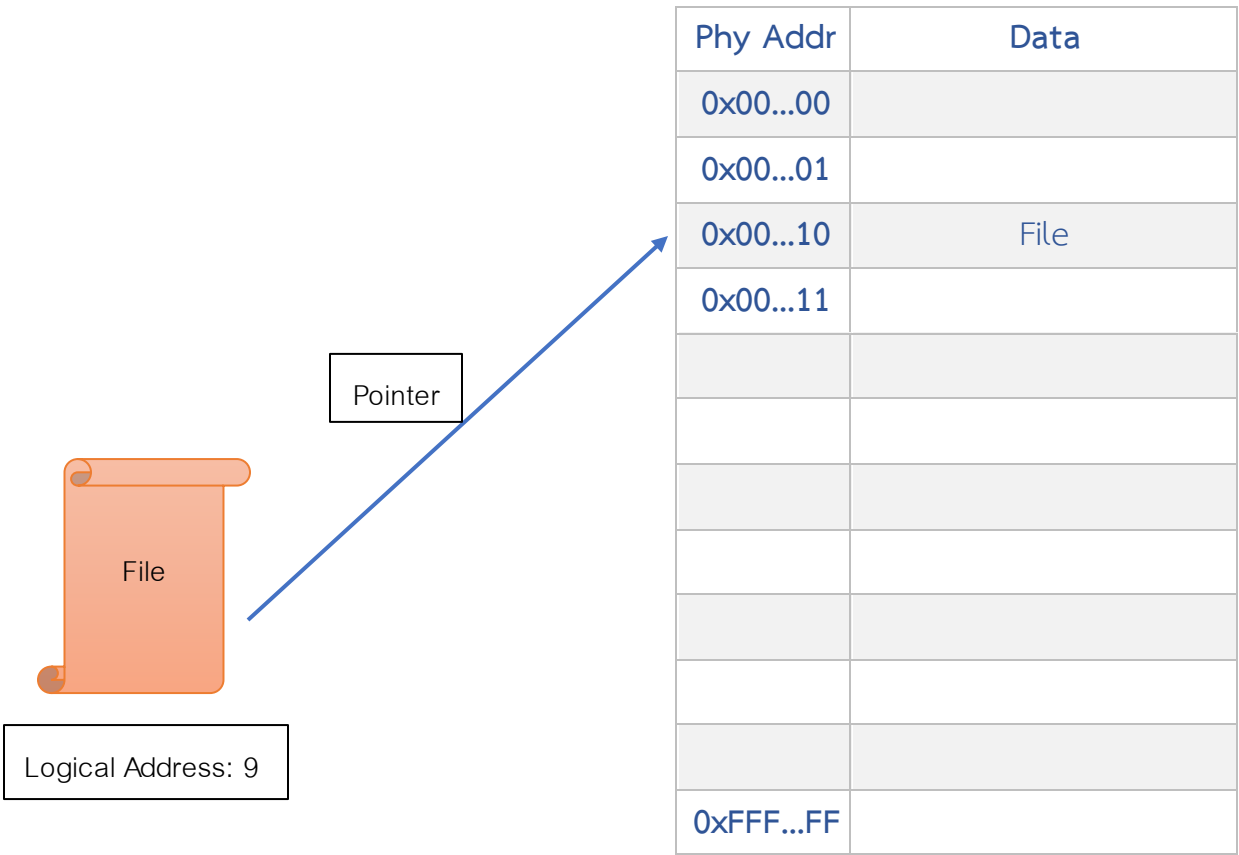 Phy Addr Data
0x00...00
0x00...01
0x00...10 File
0x00...11
Pointer
File
Logical Address: 9
0xFFF...FF